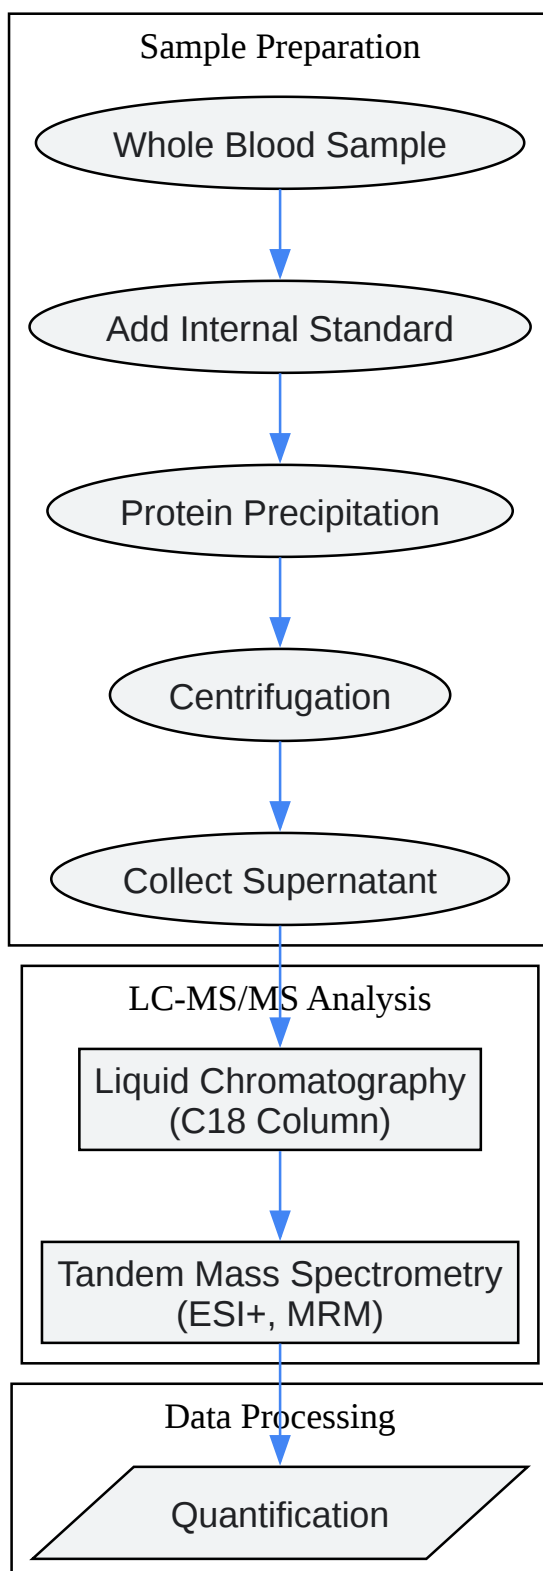 Sample Preparation
Whole Blood Sample
Add Internal Standard
Protein Precipitation
Centrifugation
Collect Supernatant
LC-MS/MS Analysis
Liquid Chromatography
(C18 Column)
Tandem Mass Spectrometry
(ESI+, MRM)
Data Processing
Quantification